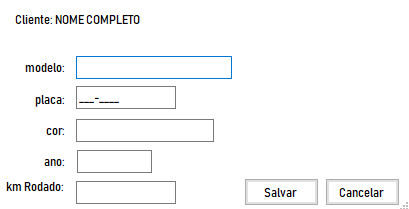 Cliente: NOME COMPLETO
modelo:
placa: ___-____
cor:
ano:
km Rodado:
Salvar Cancelar